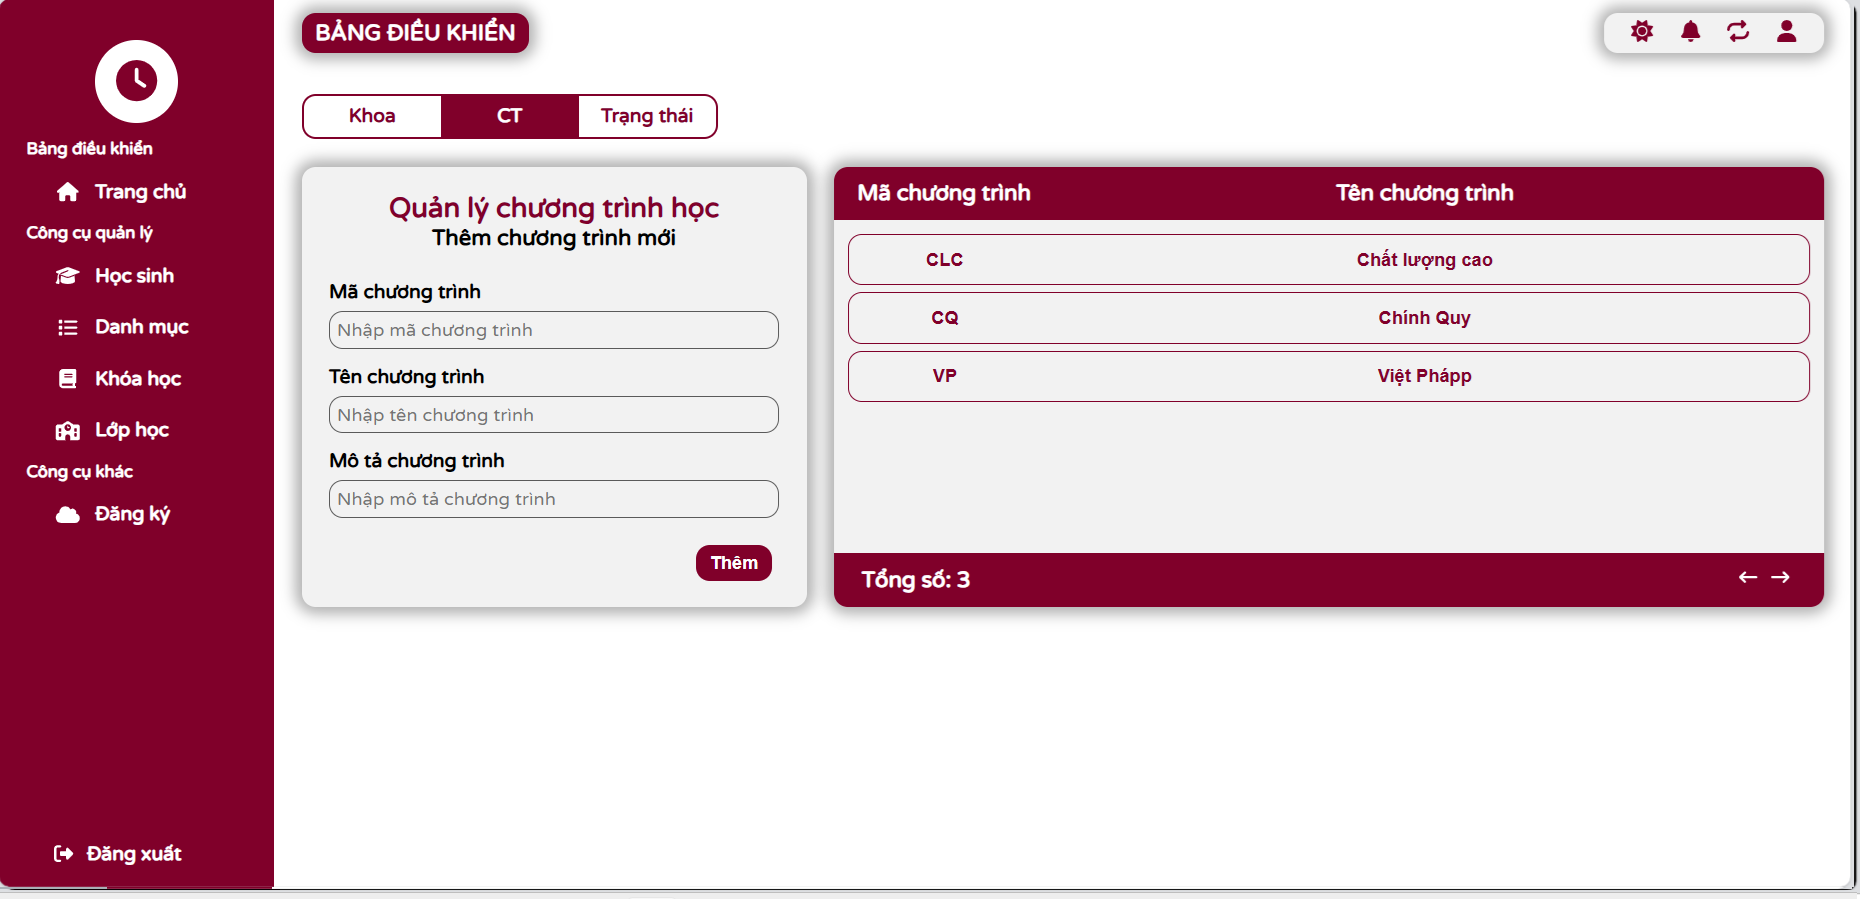 BẢNG ĐIỀU KHIỂN
Bảng điều khiển
Trang chủ
Công cụ quản lý
Học sinh
Danh mục
Khóa học
Lớp học
Công cụ khác
Đăng ký
Đăng xuất
Khoa CT Trạng thái
Quản lý chương trình học
Thêm chương trình mới
Mã chương trình
Nhập mã chương trình
Tên chương trình
Nhập tên chương trình
Mô tả chương trình
Nhập mô tả chương trình
Thêm
Mã chương trình Tên chương trình
CLC Chất lượng cao
CQ Chính Quy
VP Việt Phápp
Tổng số: 3